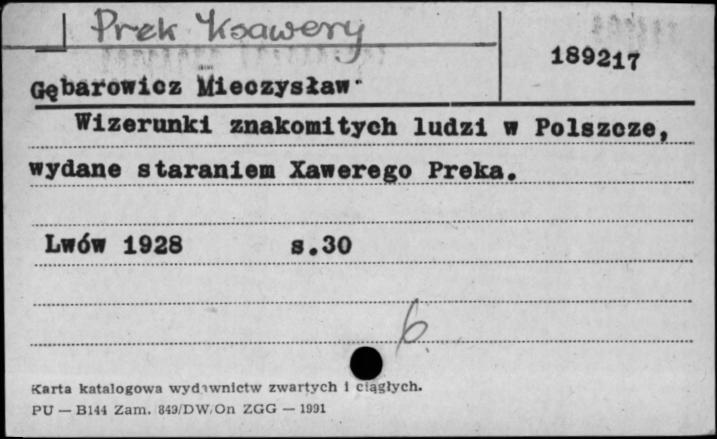 Prek Ksawery
189217
Gębarowicz Mieczysław
Wizerunki znakomitych ludzi w Polszcze,
wydane staraniem Xawerego Preka.
Lwów 1928 s.30
6
Karta katalogowa wydawnictw zwartych i ciągłych.
PU — B144 Zam. 849/DW/On ZGG — 1991